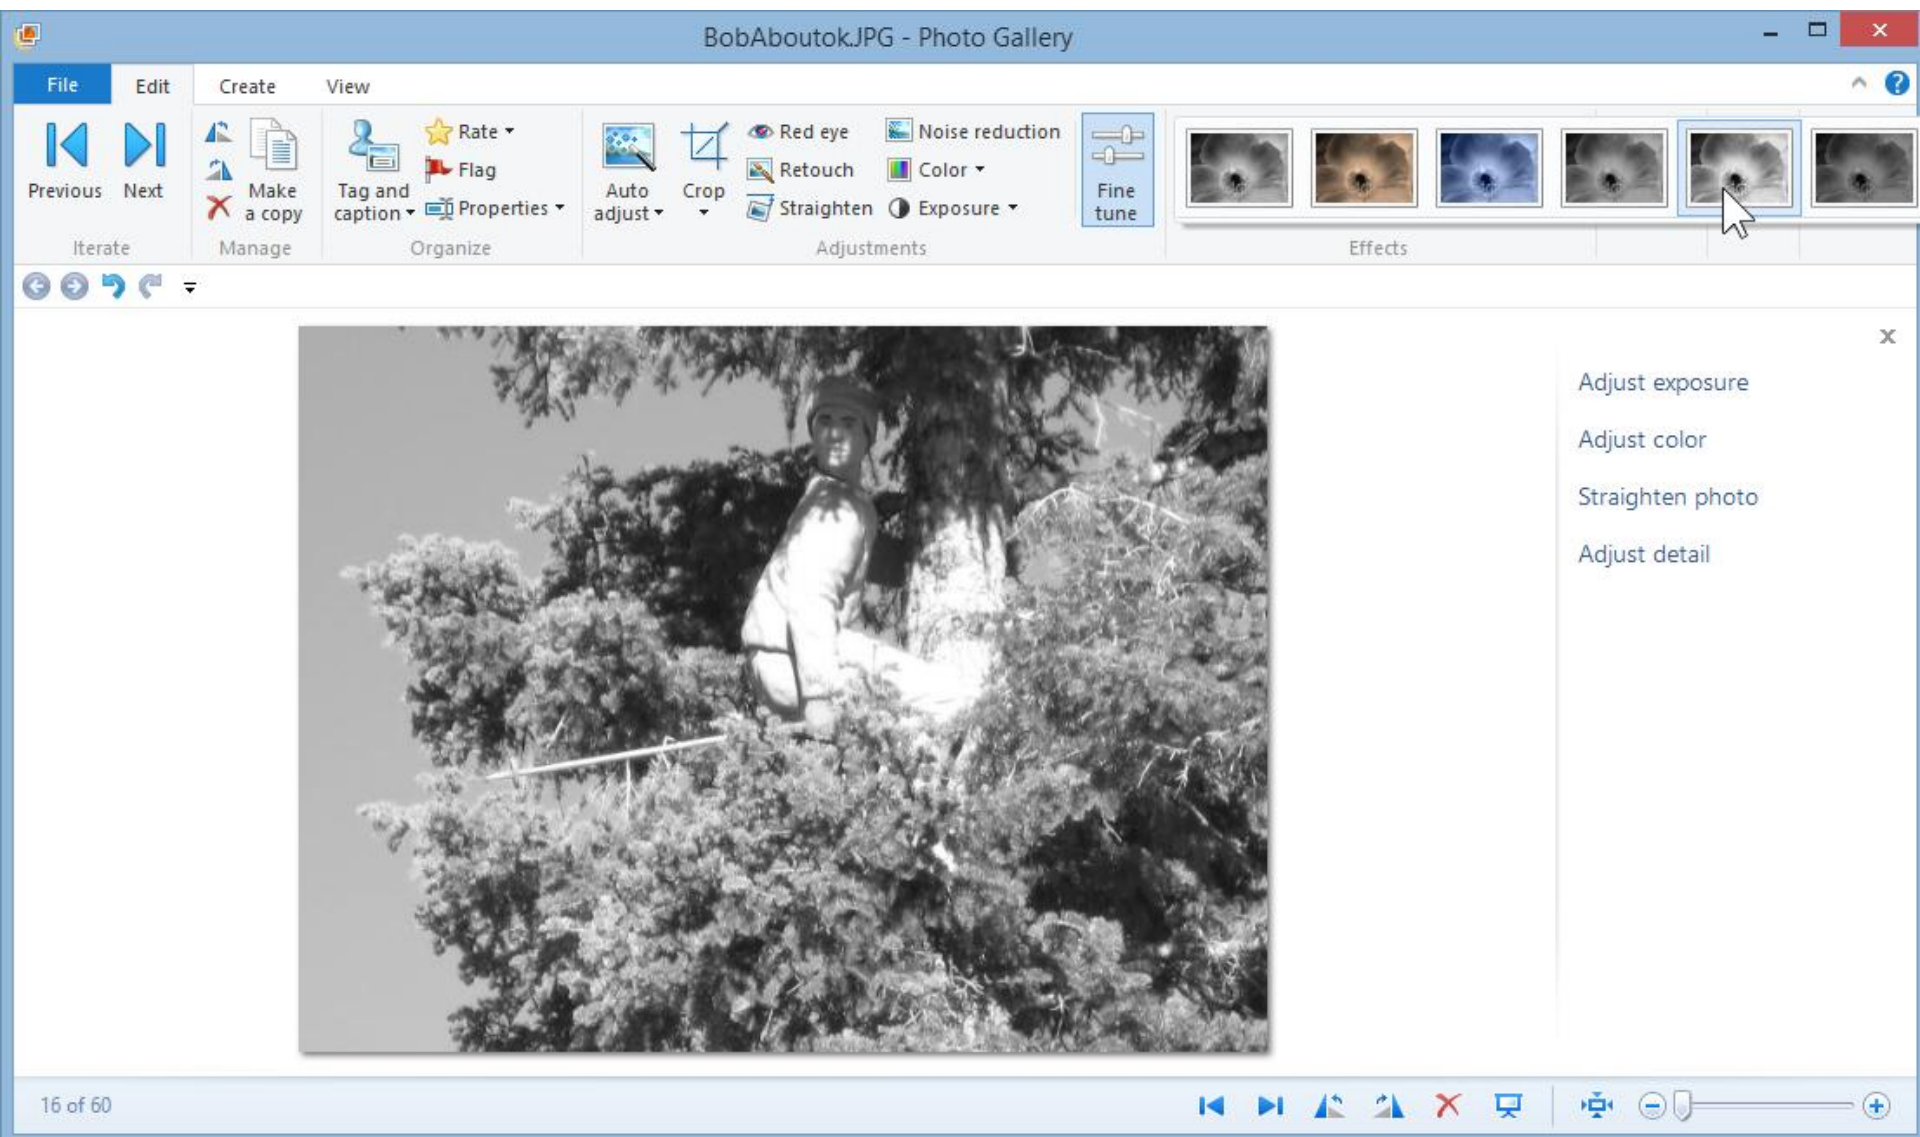 BobAboutok.JPG - Photo Gallery
File Edit Create View
Previous Next
Make a copy
Tag and caption
Rate
Flag
Properties
Auto adjust
Crop
Red eye
Retouch
Straighten
Noise reduction
Color
Exposure
Fine tune
Iterate Manage Organize Adjustments Effects
Adjust exposure
Adjust color
Straighten photo
Adjust detail
16 of 60